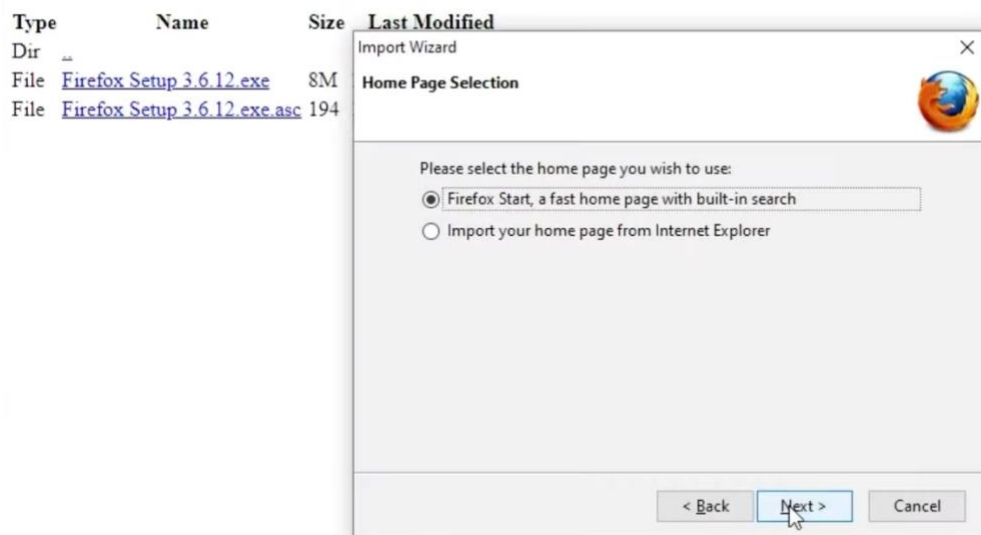 Type Name Size Last Modified
Dir ..
File Firefox Setup 3.6.12.exe 8M
File Firefox Setup 3.6.12.exe.asc 194
Import Wizard
Home Page Selection
Please select the home page you wish to use:
Firefox Start, a fast home page with built-in search
Import your home page from Internet Explorer
< Back Next > Cancel